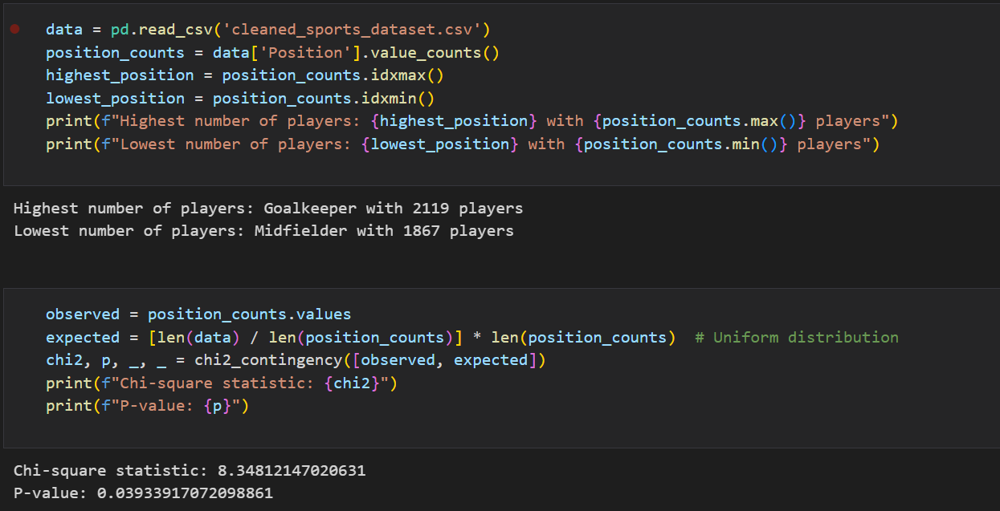 data = pd.read_csv('cleaned_sports_dataset.csv')
position_counts = data['Position'].value_counts()
highest_position = position_counts.idxmax()
lowest_position = position_counts.idxmin()
print(f"Highest number of players: {highest_position} with {position_counts.max()} players")
print(f"Lowest number of players: {lowest_position} with {position_counts.min()} players")
Highest number of players: Goalkeeper with 2119 players
Lowest number of players: Midfielder with 1867 players
observed = position_counts.values
expected = [len(data) / len(position_counts)] * len(position_counts)  # Uniform distribution
chi2, p, _, _ = chi2_contingency([observed, expected])
print(f"Chi-square statistic: {chi2}")
print(f"P-value: {p}")
Chi-square statistic: 8.34812147020631
P-value: 0.03933917072098861